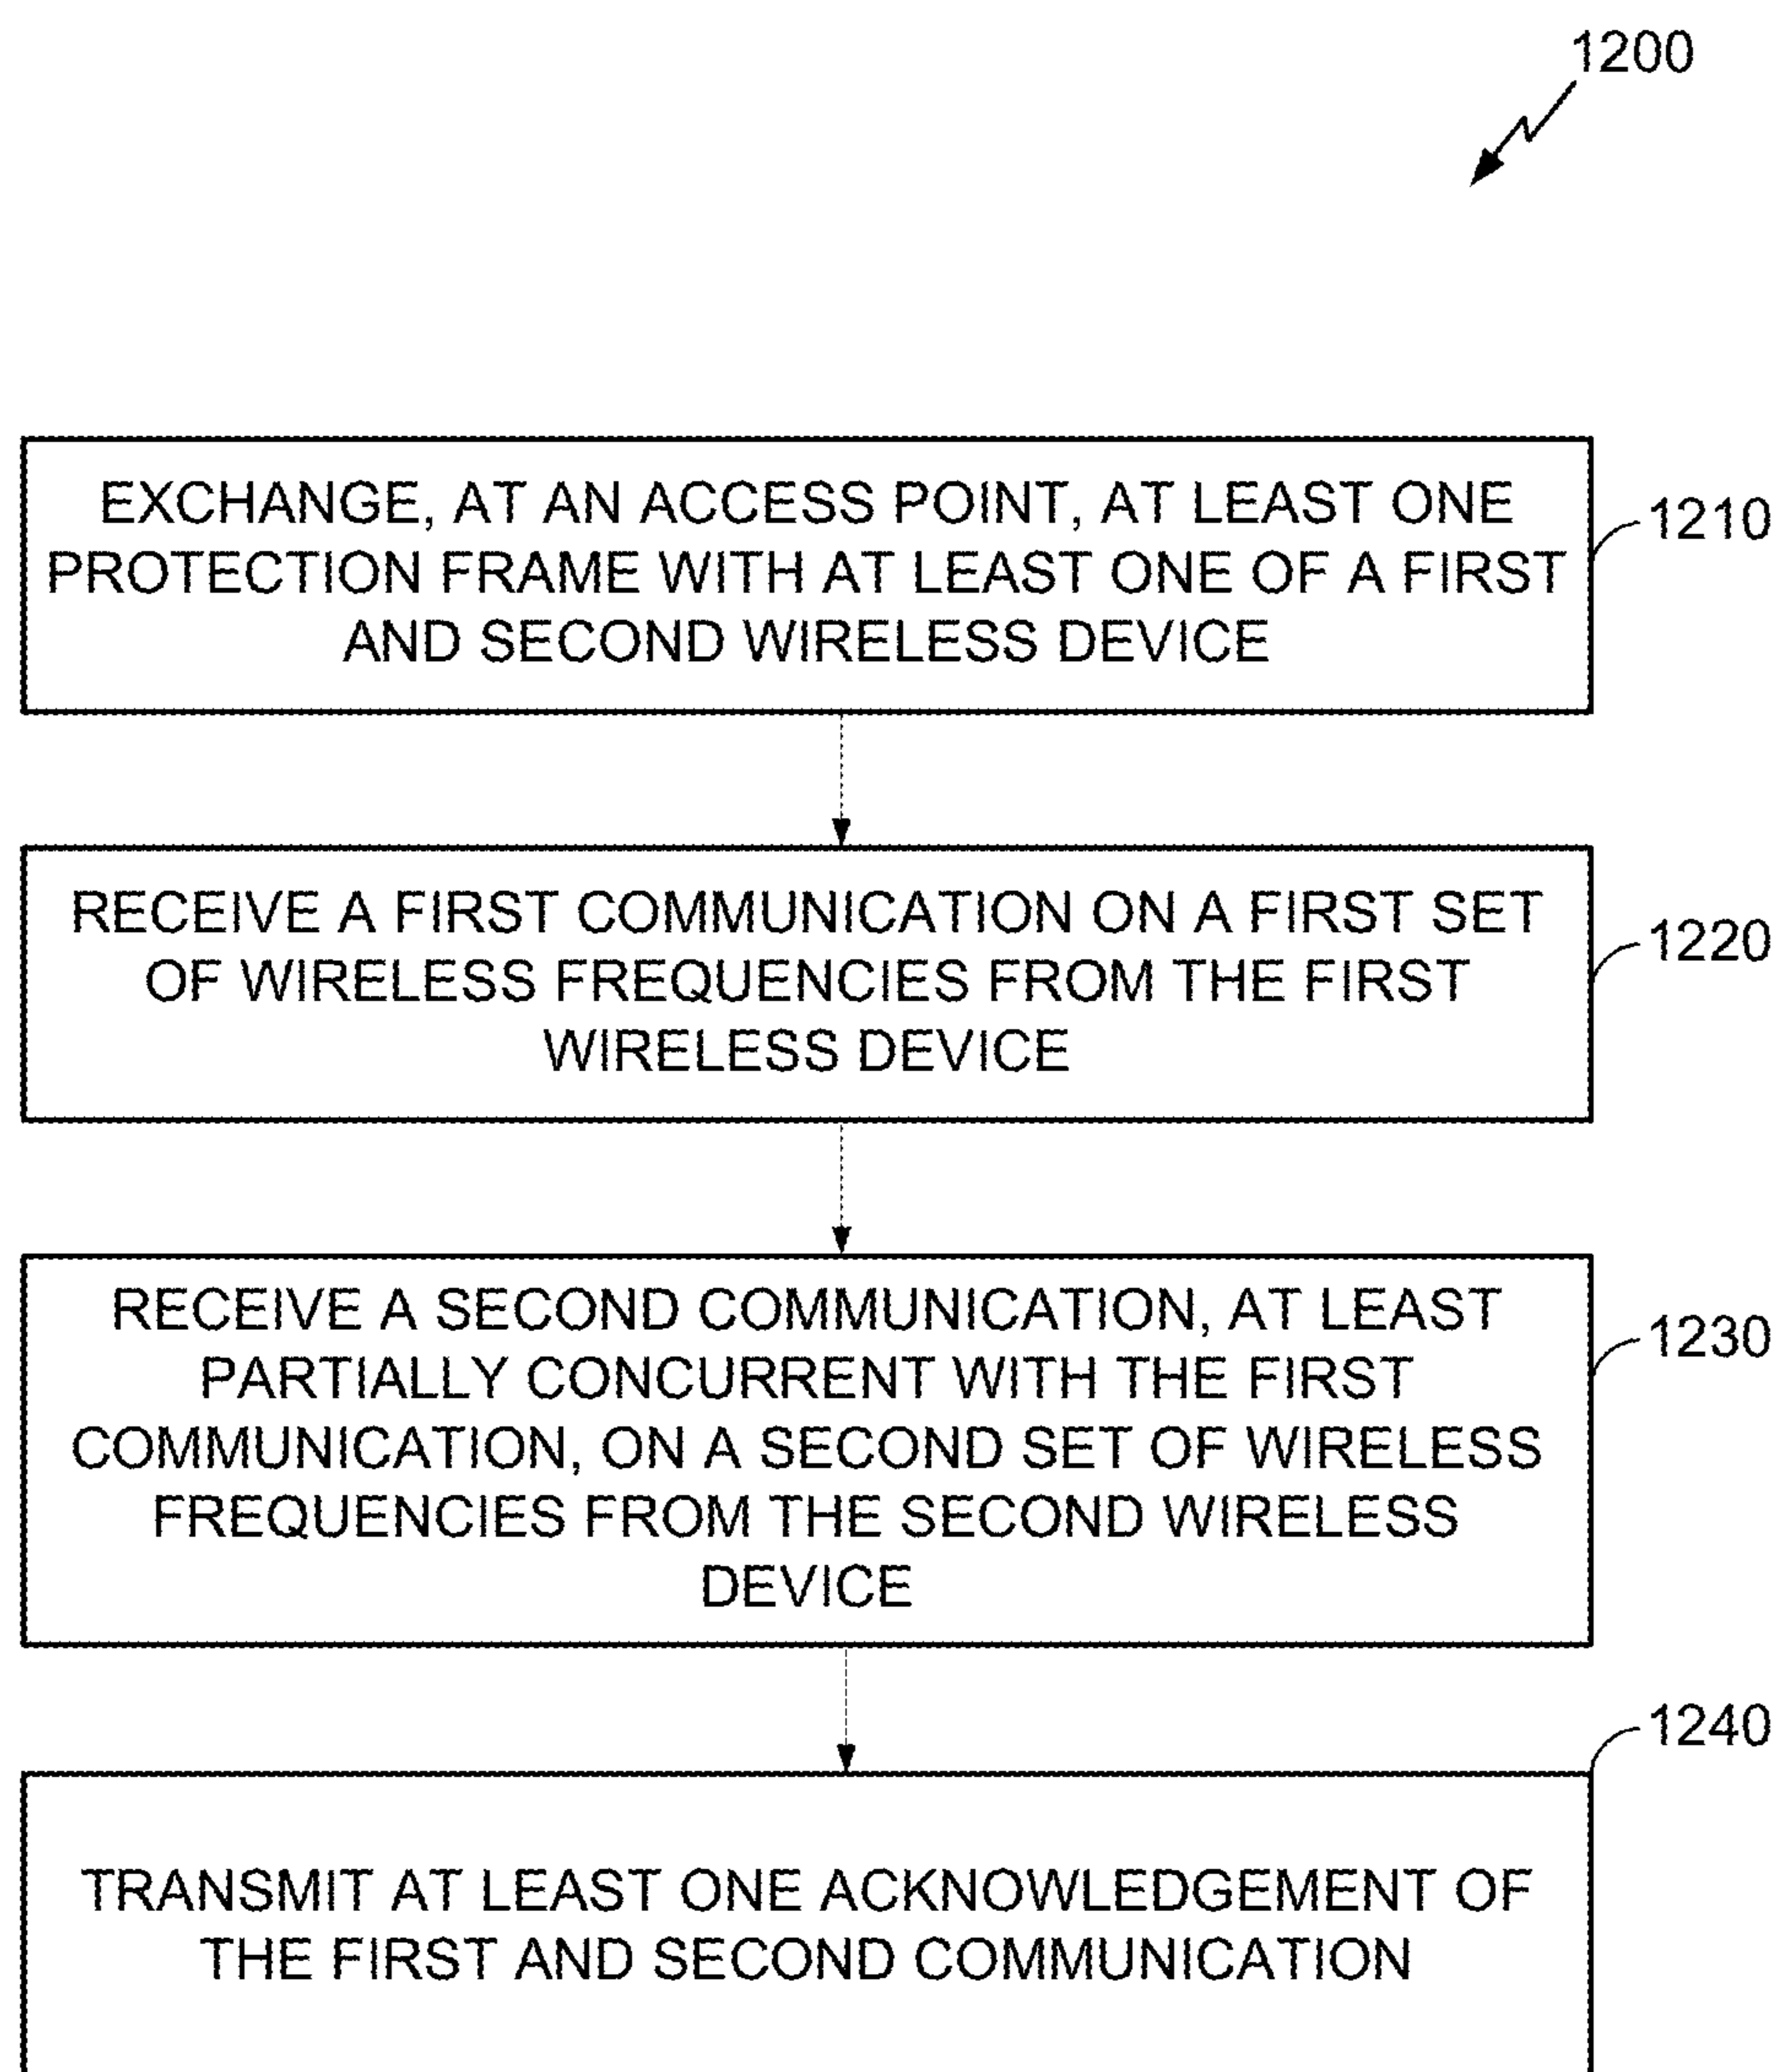 1200
EXCHANGE, AT AN ACCESS POINT, AT LEAST ONE
PROTECTION FRAME WITH AT LEAST ONE OF A FIRST
AND SECOND WIRELESS DEVICE
1210
RECEIVE A FIRST COMMUNICATION ON A FIRST SET
OF WIRELESS FREQUENCIES FROM THE FIRST
WIRELESS DEVICE
1220
RECEIVE A SECOND COMMUNICATION, AT LEAST
PARTIALLY CONCURRENT WITH THE FIRST
COMMUNICATION, ON A SECOND SET OF WIRELESS
FREQUENCIES FROM THE SECOND WIRELESS
DEVICE
1230
TRANSMIT AT LEAST ONE ACKNOWLEDGEMENT OF
THE FIRST AND SECOND COMMUNICATION
1240